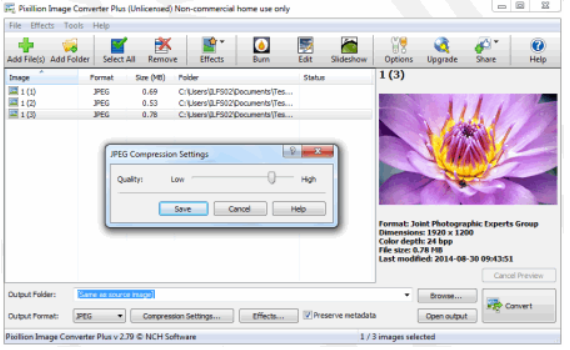 Pixillion Image Converter Plus (Unlicensed) Non-commercial home use only
File Effects Tools Help
Add File(s) Add Folder Select All Remove Effects Burn Edit Slideshow Options Upgrade Share Help
Image Format Size (MB) Folder Status
1 (1) JPEG 0.69 C:\Users\LFS02\Documents\Tes...
1 (2) JPEG 0.53 C:\Users\LFS02\Documents\Tes...
1 (3) JPEG 0.78 C:\Users\LFS02\Documents\Tes...
1 (3)
JPEG Compression Settings
Quality: Low High
Save Cancel Help
Format: Joint Photographic Experts Group
Dimensions: 1920 x 1200
Color depth: 24 bpp
File size: 0.78 MB
Last modified: 2014-08-30 09:43:51
Cancel Preview
Output Folder: [Same as source image] Browse...
Convert
Output Format: JPEG Compression Settings... Effects... Preserve metadata Open output
Pixillion Image Converter Plus v 2.79 © NCH Software 1 / 3 images selected